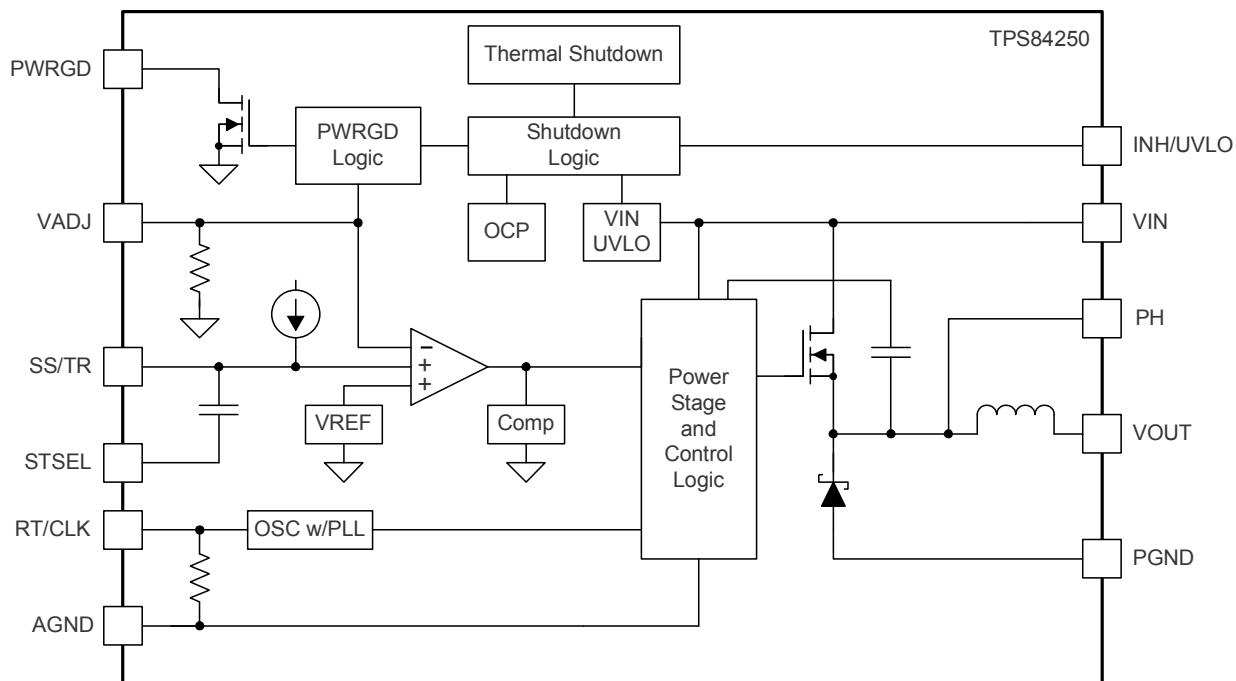 TPS84250
PWRGD
Thermal Shutdown
PWRGD
Logic
Shutdown
Logic
INH/UVLO
VADJ
OCP
VIN
UVLO
VIN
PH
SS/TR
-
+
+
VREF
Comp
Power
Stage
and
Control
Logic
VOUT
STSEL
RT/CLK
OSC w/PLL
PGND
AGND